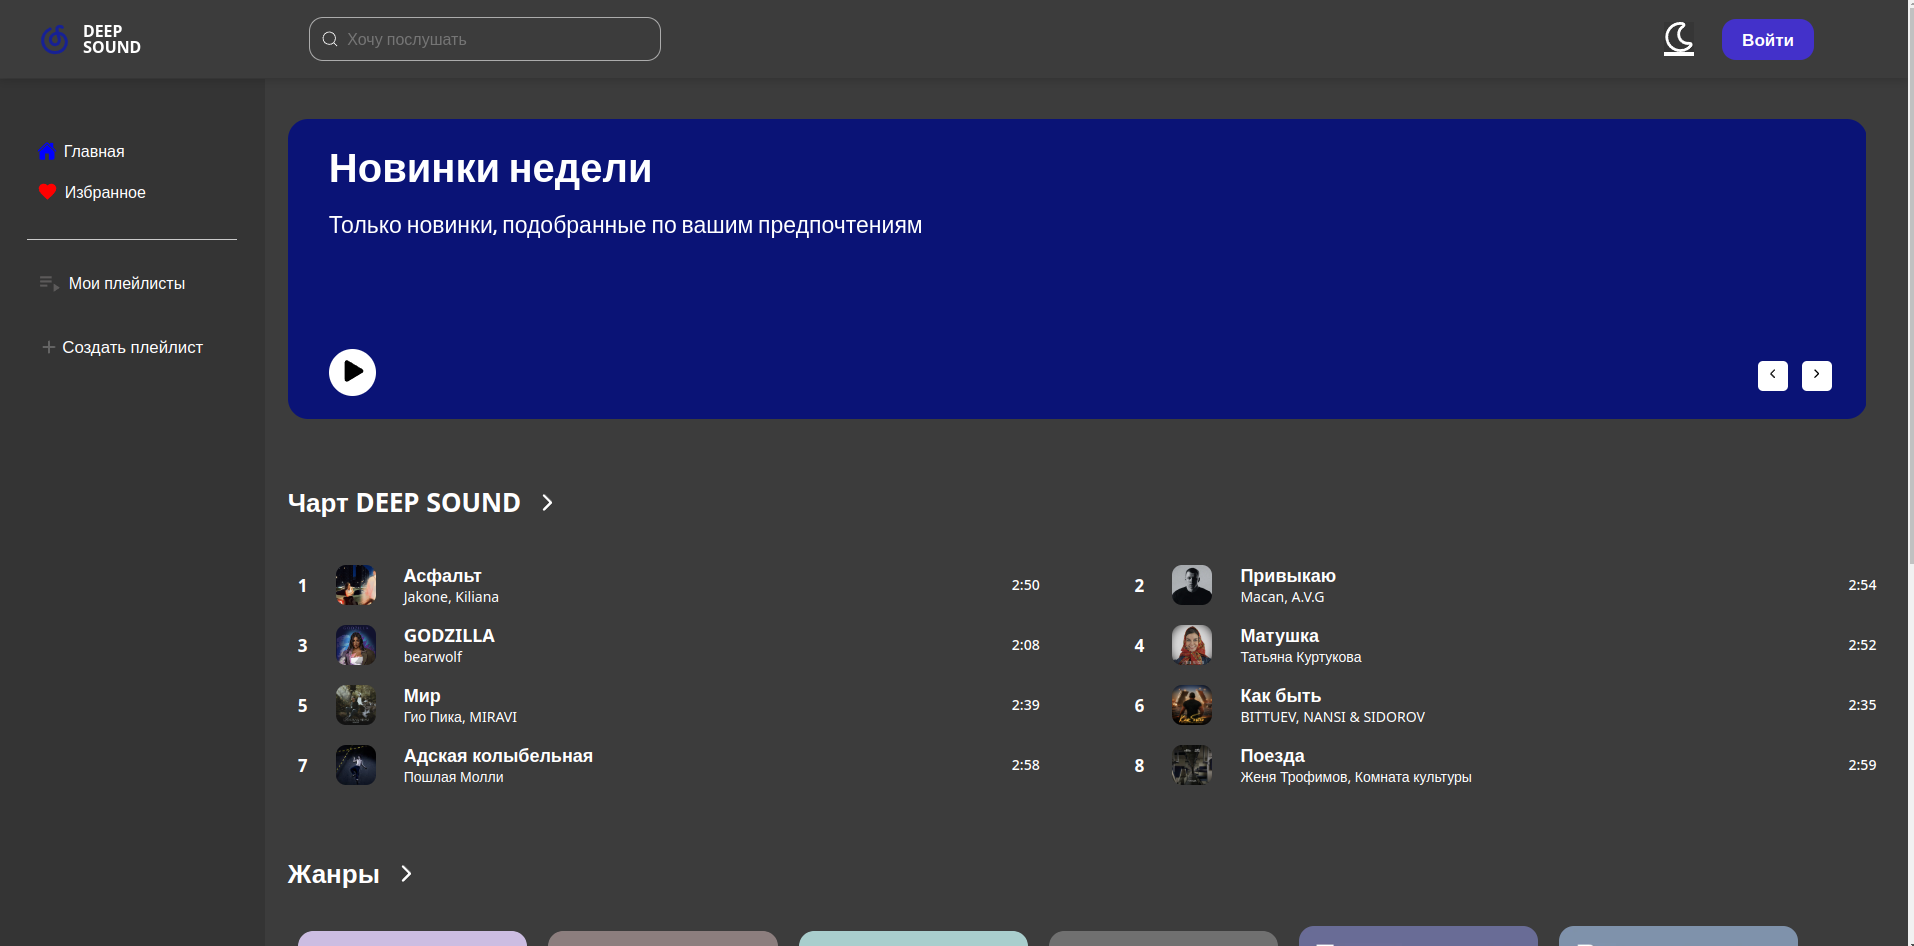 DEEP
SOUND
Хочу послушать
Войти
Главная
Избранное
Мои плейлисты
Создать плейлист
Новинки недели
Только новинки, подобранные по вашим предпочтениям
Чарт DEEP SOUND
1
Асфальт
Jakone, Kiliana
2:50
2
Привыкаю
Macan, A.V.G
2:54
3
GODZILLA
bearwolf
2:08
4
Матушка
Татьяна Куртукова
2:52
5
Мир
Гио Пика, MIRAVI
2:39
6
Как быть
BITTUEV, NANSI & SIDOROV
2:35
7
Адская колыбельная
Пошлая Молли
2:58
8
Поезда
Женя Трофимов, Комната культуры
2:59
Жанры